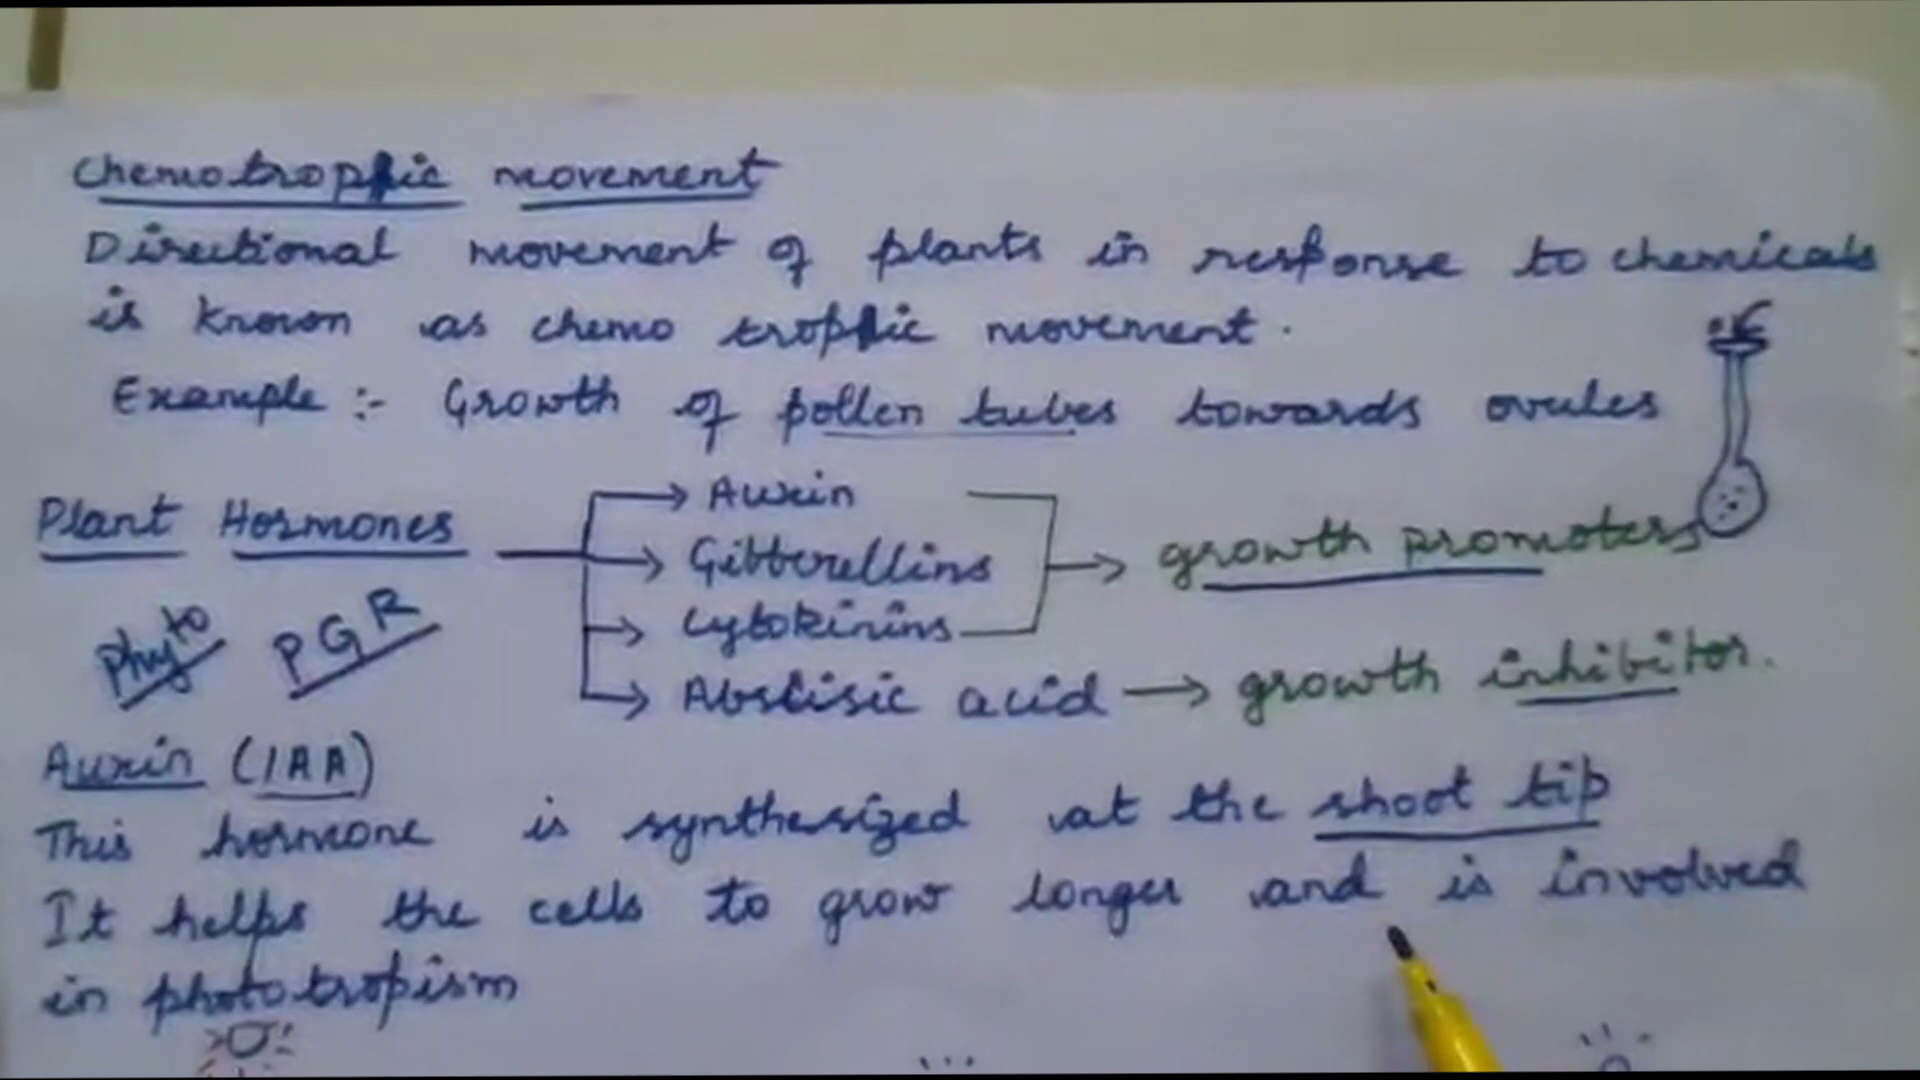 Chemotropic movement
Directional movement of plants in response to chemicals
is known as chemo tropic movement.
Example :- Growth of pollen tubes towards ovules
Plant Hormones
Auxin
Gibberellins
Cytokinins
growth promoters
Abscisic acid → growth inhibitor.
Phyto PGR
Auxin (IAA)
This hormone is synthesized at the shoot tip
It helps the cells to grow longer and is involved
in phototropism